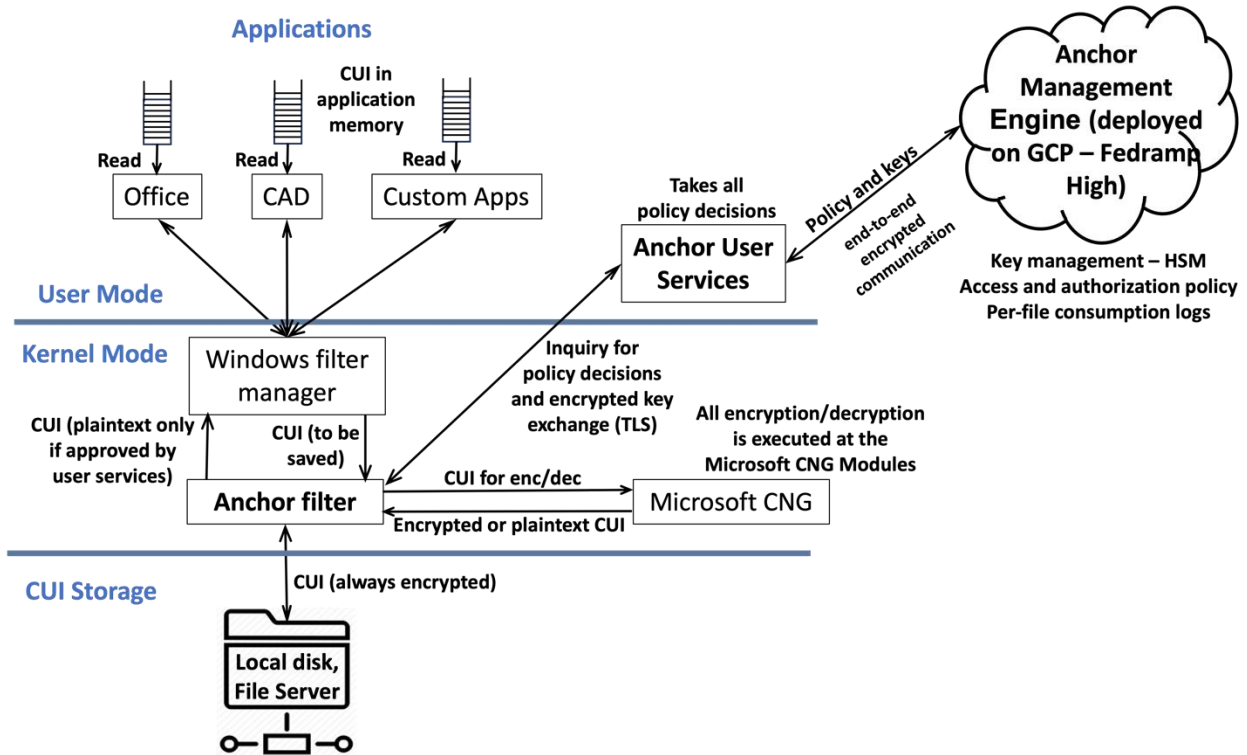 Applications
CUI in
application
memory
Read
Read
Read
Office
CAD
Custom Apps
Takes all
policy decisions
Anchor User
Services
Policy and keys
end-to-end
encrypted
communication
Anchor
Management
Engine (deployed
on GCP – Fedramp
High)
Key management – HSM
Access and authorization policy
Per-file consumption logs
User Mode
Kernel Mode
Windows filter
manager
CUI (plaintext only
if approved by
user services)
CUI (to be
saved)
Inquiry for
policy decisions
and encrypted key
exchange (TLS)
All encryption/decryption
is executed at the
Microsoft CNG Modules
Anchor filter
CUI for enc/dec
Encrypted or plaintext CUI
Microsoft CNG
CUI Storage
CUI (always encrypted)
Local disk,
File Server